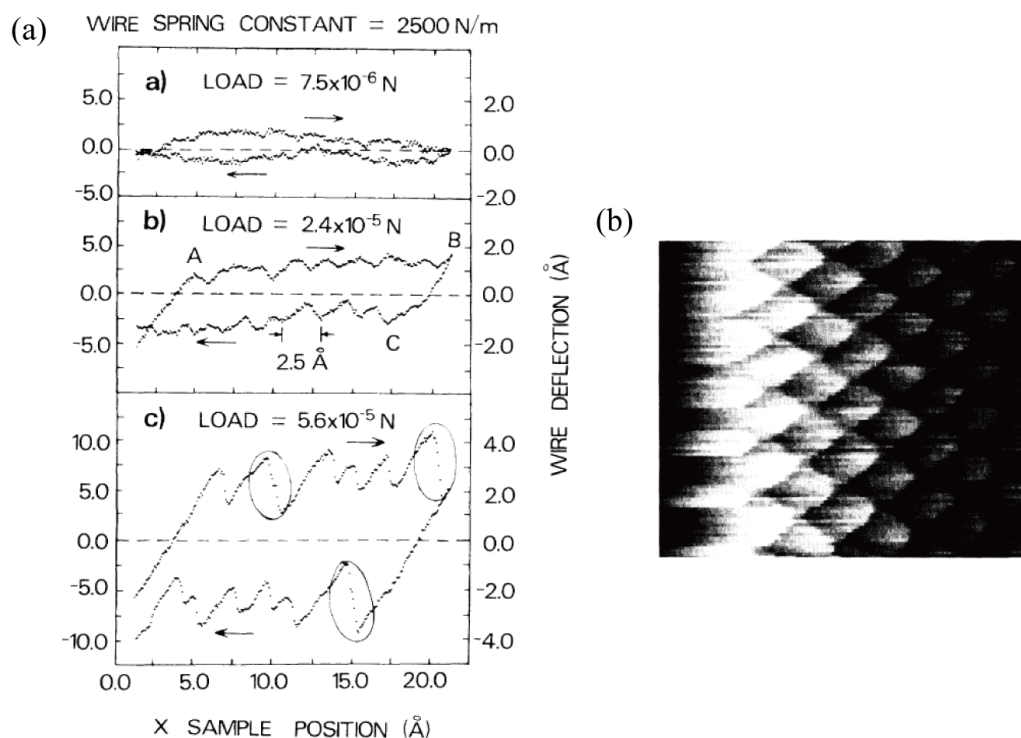 (a)
WIRE SPRING CONSTANT = 2500 N/m
a) LOAD = 7.5x10⁻⁶ N
5.0
0.0
-5.0
2.0
0.0
-2.0
b) LOAD = 2.4x10⁻⁵ N
A
B
C
2.5 Å
5.0
0.0
-5.0
2.0
0.0
-2.0
c) LOAD = 5.6x10⁻⁵ N
10.0
5.0
0.0
-5.0
-10.0
4.0
2.0
0.0
-2.0
-4.0
WIRE DEFLECTION (Å)
0.0 5.0 10.0 15.0 20.0
X SAMPLE POSITION (Å)
(b)